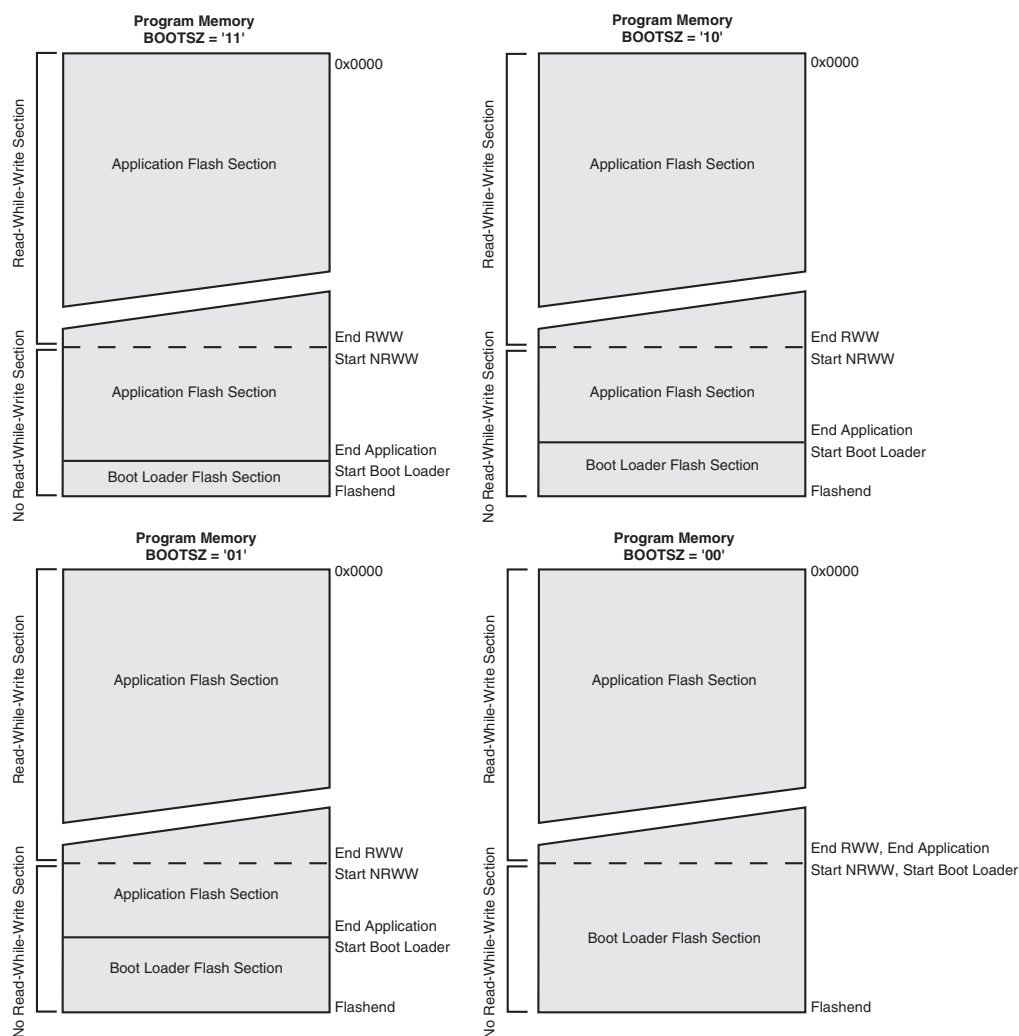 Program Memory
BOOTSZ = '11'
0x0000
Read-While-Write Section
Application Flash Section
End RWW
Start NRWW
No Read-While-Write Section
Application Flash Section
End Application
Start Boot Loader
Boot Loader Flash Section
Flashend
Program Memory
BOOTSZ = '10'
0x0000
Read-While-Write Section
Application Flash Section
End RWW
Start NRWW
No Read-While-Write Section
Application Flash Section
End Application
Start Boot Loader
Boot Loader Flash Section
Flashend
Program Memory
BOOTSZ = '01'
0x0000
Read-While-Write Section
Application Flash Section
End RWW
Start NRWW
No Read-While-Write Section
Application Flash Section
End Application
Start Boot Loader
Boot Loader Flash Section
Flashend
Program Memory
BOOTSZ = '00'
0x0000
Read-While-Write Section
Application Flash Section
End RWW, End Application
Start NRWW, Start Boot Loader
No Read-While-Write Section
Boot Loader Flash Section
Flashend